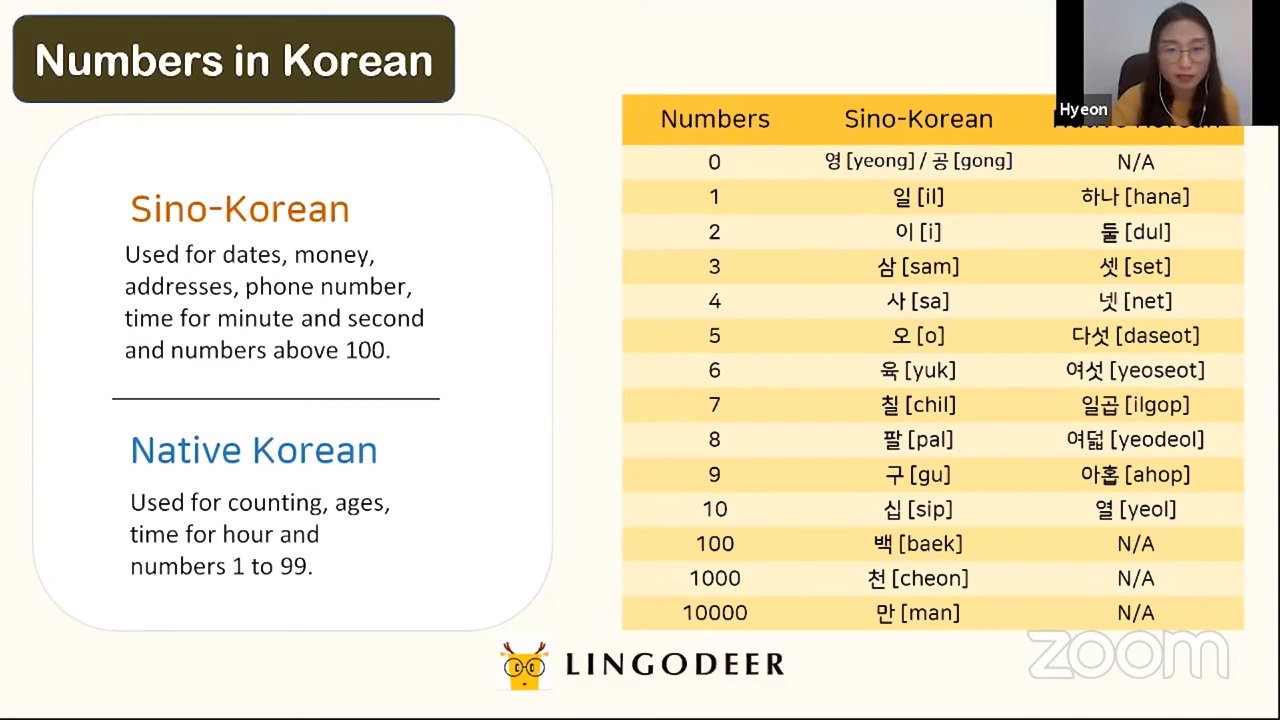 Numbers in Korean
Sino-Korean
Used for dates, money,
addresses, phone number,
time for minute and second
and numbers above 100.
Native Korean
Used for counting, ages,
time for hour and
numbers 1 to 99.
Hyeon
Numbers Sino-Korean
0 영 [yeong] / 공 [gong] N/A
1 일 [il] 하나 [hana]
2 이 [i] 둘 [dul]
3 삼 [sam] 셋 [set]
4 사 [sa] 넷 [net]
5 오 [o] 다섯 [daseot]
6 육 [yuk] 여섯 [yeoseot]
7 칠 [chil] 일곱 [ilgop]
8 팔 [pal] 여덟 [yeodeol]
9 구 [gu] 아홉 [ahop]
10 십 [sip] 열 [yeol]
100 백 [baek] N/A
1000 천 [cheon] N/A
10000 만 [man] N/A
LINGODEER
zoom